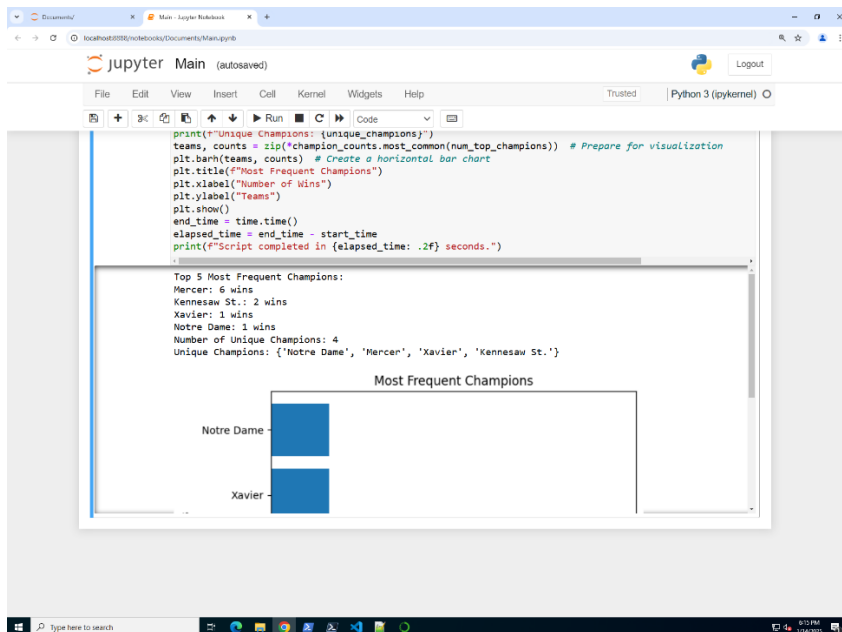 Documents/
Main - Jupyter Notebook
localhost:8888/notebooks/Documents/Main.ipynb
jupyter Main (autosaved)
Logout
File Edit View Insert Cell Kernel Widgets Help
Trusted
Python 3 (ipykernel)
Run
Code
print(f"Unique Champions: {unique_champions}")
teams, counts = zip(*champion_counts.most_common(num_top_champions))  # Prepare for visualization
plt.barh(teams, counts)  # Create a horizontal bar chart
plt.title(f"Most Frequent Champions")
plt.xlabel("Number of Wins")
plt.ylabel("Teams")
plt.show()
end_time = time.time()
elapsed_time = end_time - start_time
print(f"Script completed in {elapsed_time: .2f} seconds.")
Top 5 Most Frequent Champions:
Mercer: 6 wins
Kennesaw St.: 2 wins
Xavier: 1 wins
Notre Dame: 1 wins
Number of Unique Champions: 4
Unique Champions: {'Notre Dame', 'Mercer', 'Xavier', 'Kennesaw St.'}
Most Frequent Champions
Notre Dame
Xavier
Type here to search
6:15 PM